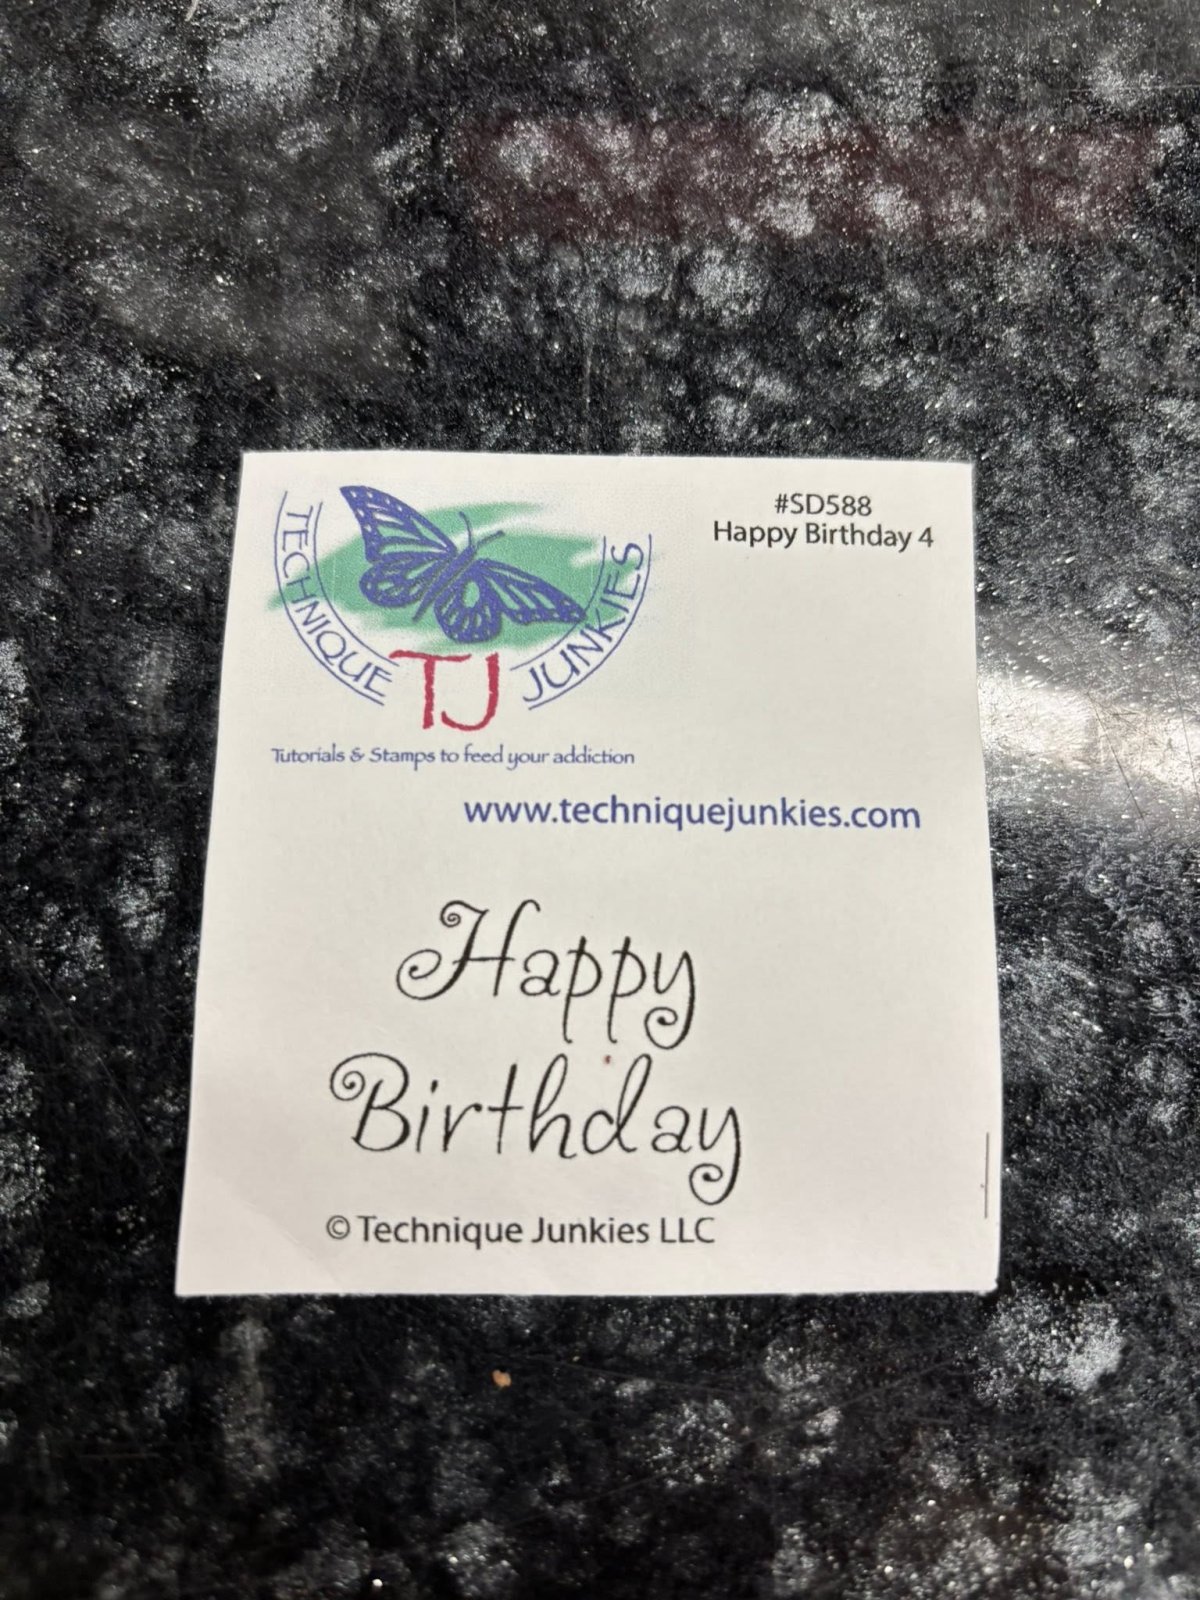 TECHNIQUE
TJ
JUNKIES
Tutorials & Stamps to feed your addiction
#SD588
Happy Birthday 4
www.techniquejunkies.com
Happy
Birthday
© Technique Junkies LLC